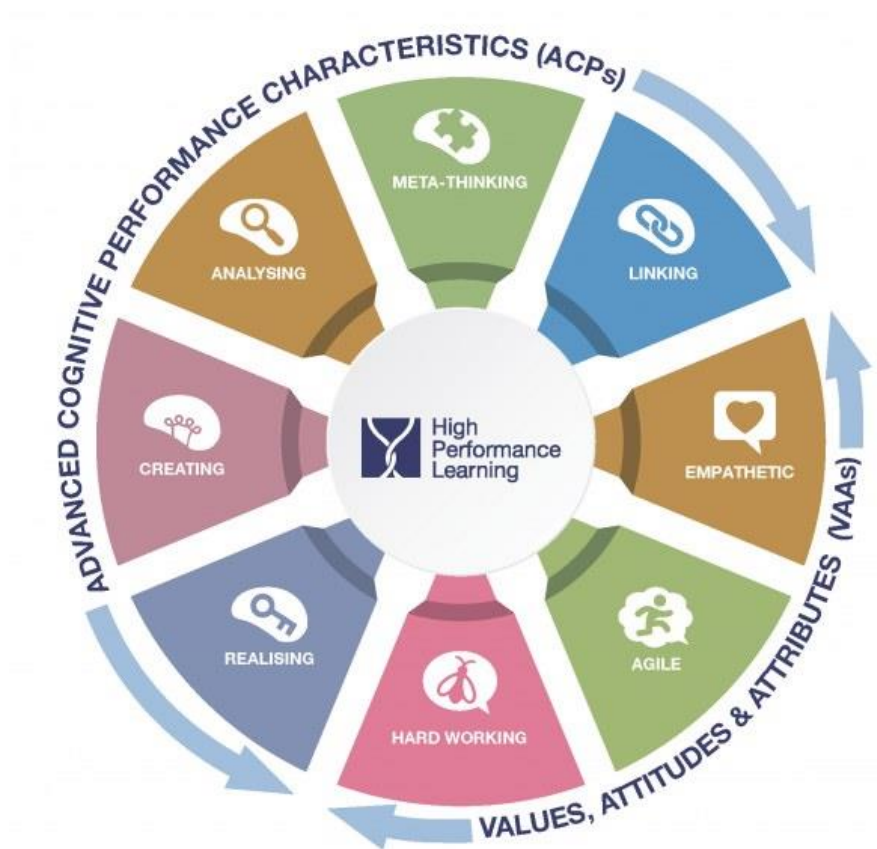 ADVANCED COGNITIVE PERFORMANCE CHARACTERISTICS (ACPs)
META-THINKING
LINKING
EMPATHETIC
AGILE
HARD WORKING
REALISING
CREATING
ANALYSING
High
Performance
Learning
VALUES, ATTITUDES & ATTRIBUTES (VAAs)